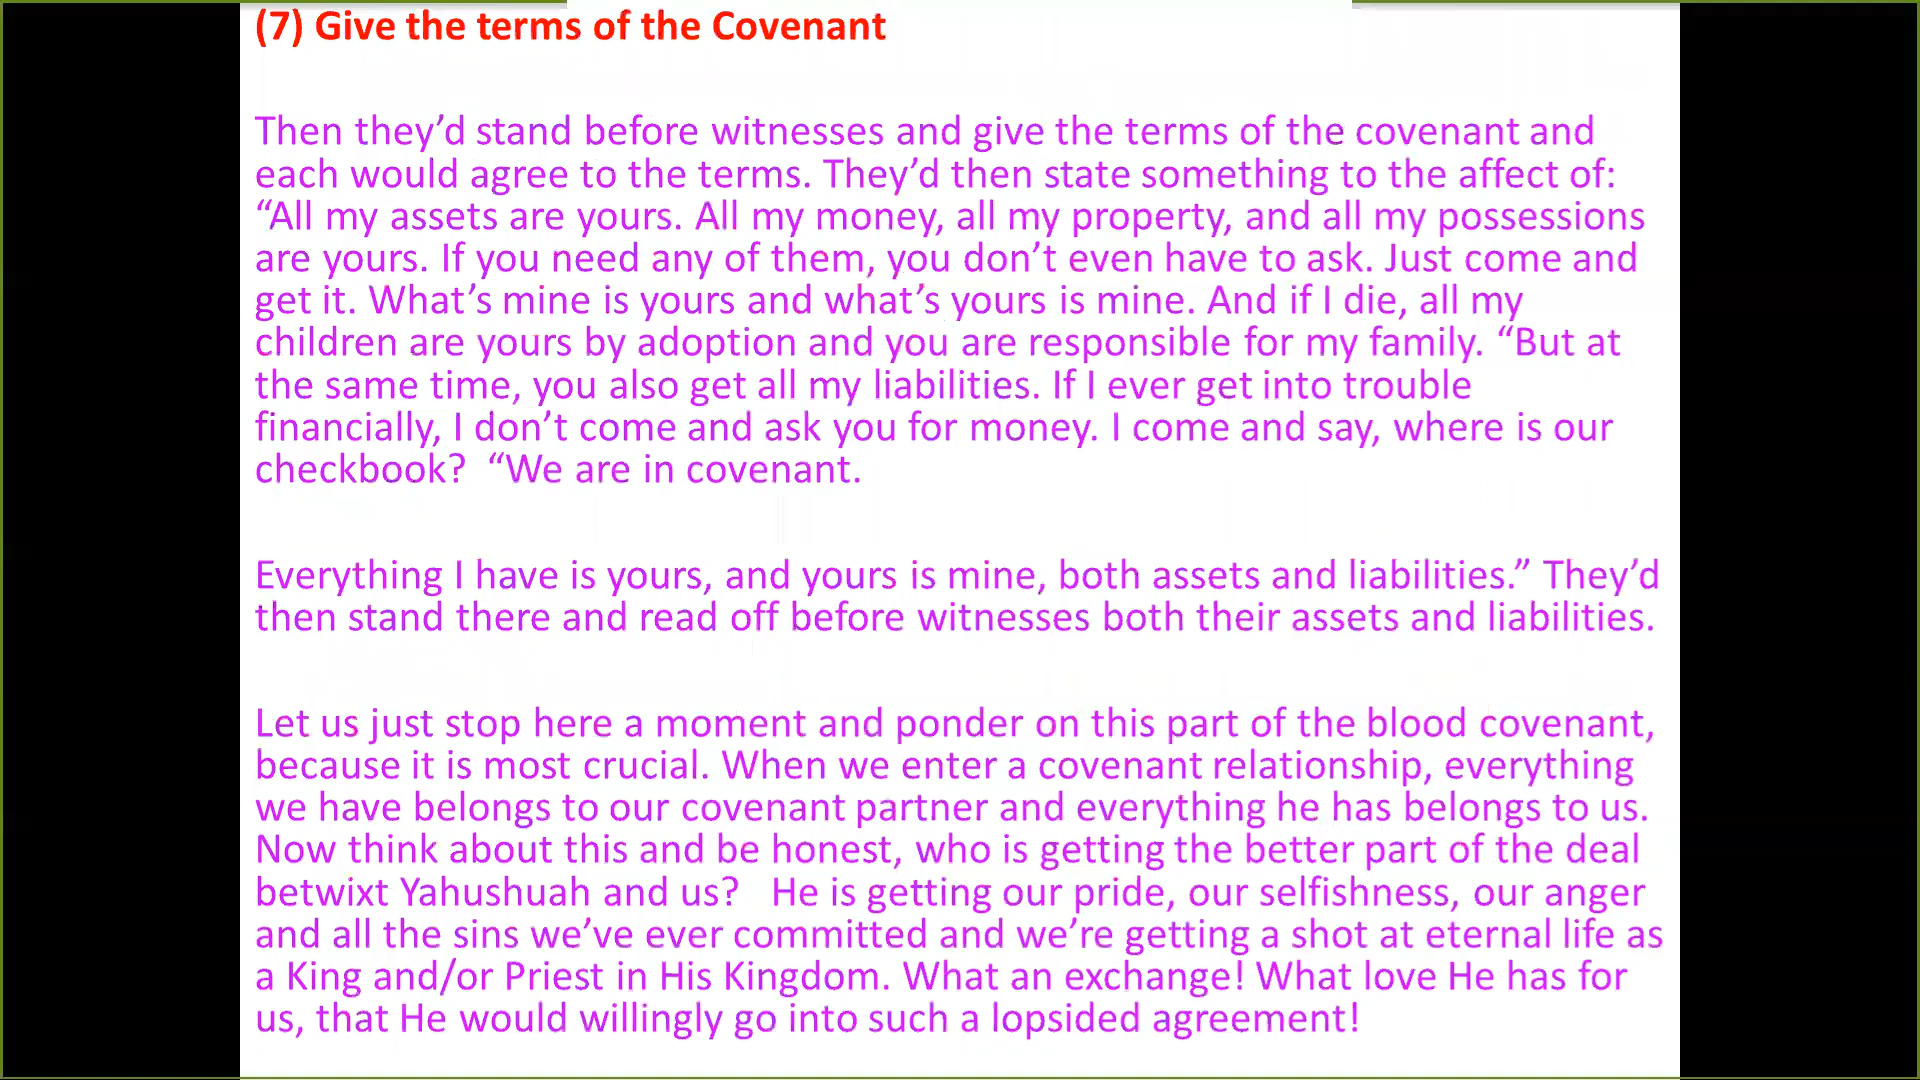 (7) Give the terms of the Covenant
Then they’d stand before witnesses and give the terms of the covenant and
each would agree to the terms. They’d then state something to the affect of:
“All my assets are yours. All my money, all my property, and all my possessions
are yours. If you need any of them, you don’t even have to ask. Just come and
get it. What’s mine is yours and what’s yours is mine. And if I die, all my
children are yours by adoption and you are responsible for my family. “But at
the same time, you also get all my liabilities. If I ever get into trouble
financially, I don’t come and ask you for money. I come and say, where is our
checkbook?  “We are in covenant.
Everything I have is yours, and yours is mine, both assets and liabilities.” They’d
then stand there and read off before witnesses both their assets and liabilities.
Let us just stop here a moment and ponder on this part of the blood covenant,
because it is most crucial. When we enter a covenant relationship, everything
we have belongs to our covenant partner and everything he has belongs to us.
Now think about this and be honest, who is getting the better part of the deal
betwixt Yahushuah and us?   He is getting our pride, our selfishness, our anger
and all the sins we’ve ever committed and we’re getting a shot at eternal life as
a King and/or Priest in His Kingdom. What an exchange! What love He has for
us, that He would willingly go into such a lopsided agreement!